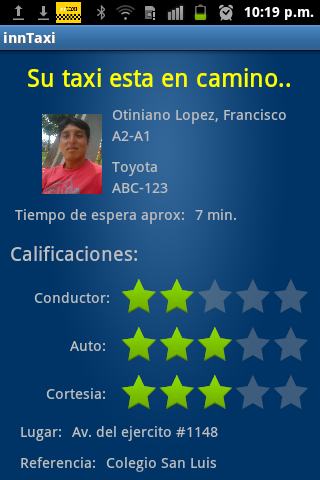 10:19 p.m.
innTaxi
Su taxi esta en camino..
Otiniano Lopez, Francisco
A2-A1
Toyota
ABC-123
Tiempo de espera aprox: 7 min.
Calificaciones:
Conductor:
Auto:
Cortesia:
Lugar: Av. del ejercito #1148
Referencia: Colegio San Luis